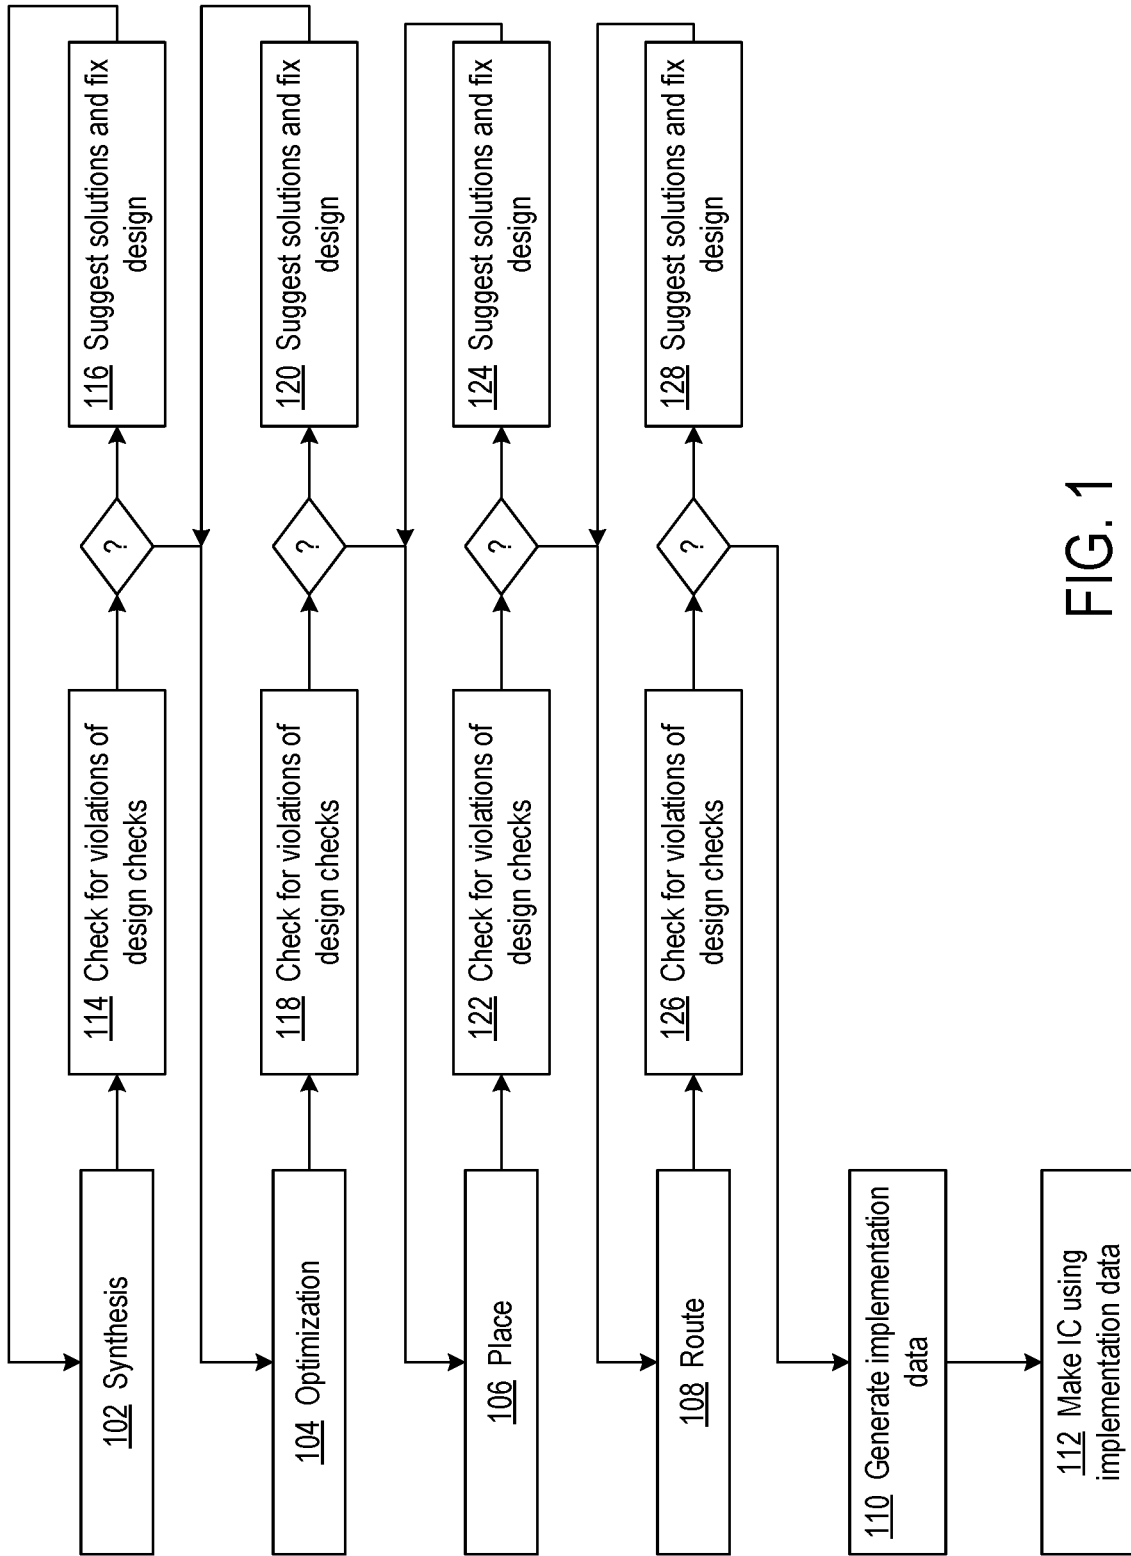 102 Synthesis
114 Check for violations of
design checks
?
116 Suggest solutions and fix
design
104 Optimization
118 Check for violations of
design checks
?
120 Suggest solutions and fix
design
106 Place
122 Check for violations of
design checks
?
124 Suggest solutions and fix
design
108 Route
126 Check for violations of
design checks
?
128 Suggest solutions and fix
design
110 Generate implementation
data
112 Make IC using
implementation data
FIG. 1